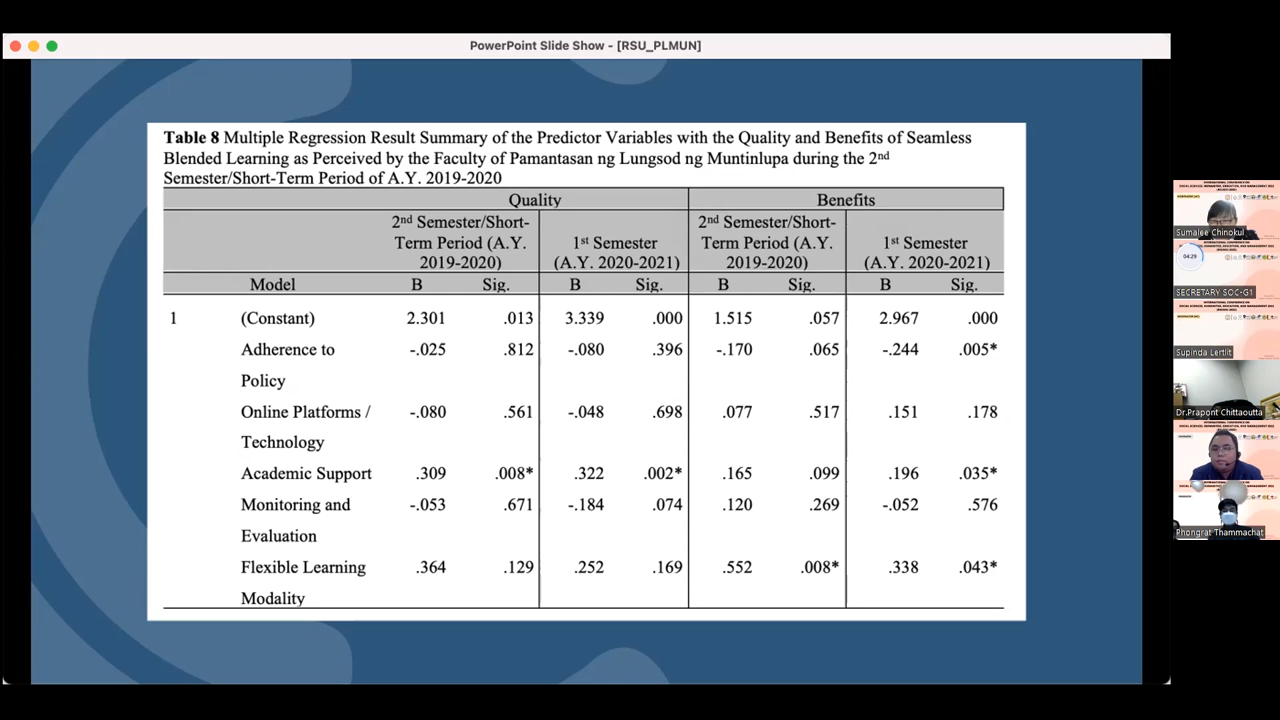 PowerPoint Slide Show - [RSU_PLMUN]
Table 8 Multiple Regression Result Summary of the Predictor Variables with the Quality and Benefits of Seamless
Blended Learning as Perceived by the Faculty of Pamantasan ng Lungsod ng Muntinlupa during the 2nd
Semester/Short-Term Period of A.Y. 2019-2020
Quality Benefits
2nd Semester/Short-Term Period (A.Y. 2019-2020) 1st Semester (A.Y. 2020-2021) 2nd Semester/Short-Term Period (A.Y. 2019-2020) 1st Semester (A.Y. 2020-2021)
Model B Sig. B Sig. B Sig. B Sig.
1 (Constant) 2.301 .013 3.339 .000 1.515 .057 2.967 .000
Adherence to -.025 .812 -.080 .396 -.170 .065 -.244 .005*
Policy
Online Platforms / -.080 .561 -.048 .698 .077 .517 .151 .178
Technology
Academic Support .309 .008* .322 .002* .165 .099 .196 .035*
Monitoring and -.053 .671 -.184 .074 .120 .269 -.052 .576
Evaluation
Flexible Learning .364 .129 .252 .169 .552 .008* .338 .043*
Modality
Sumalee Chinokul
04:29
SECRETARY SOC-G1
Supinda Lertlit
Dr.Prapont Chittaoutta
Phongrat Thammachat